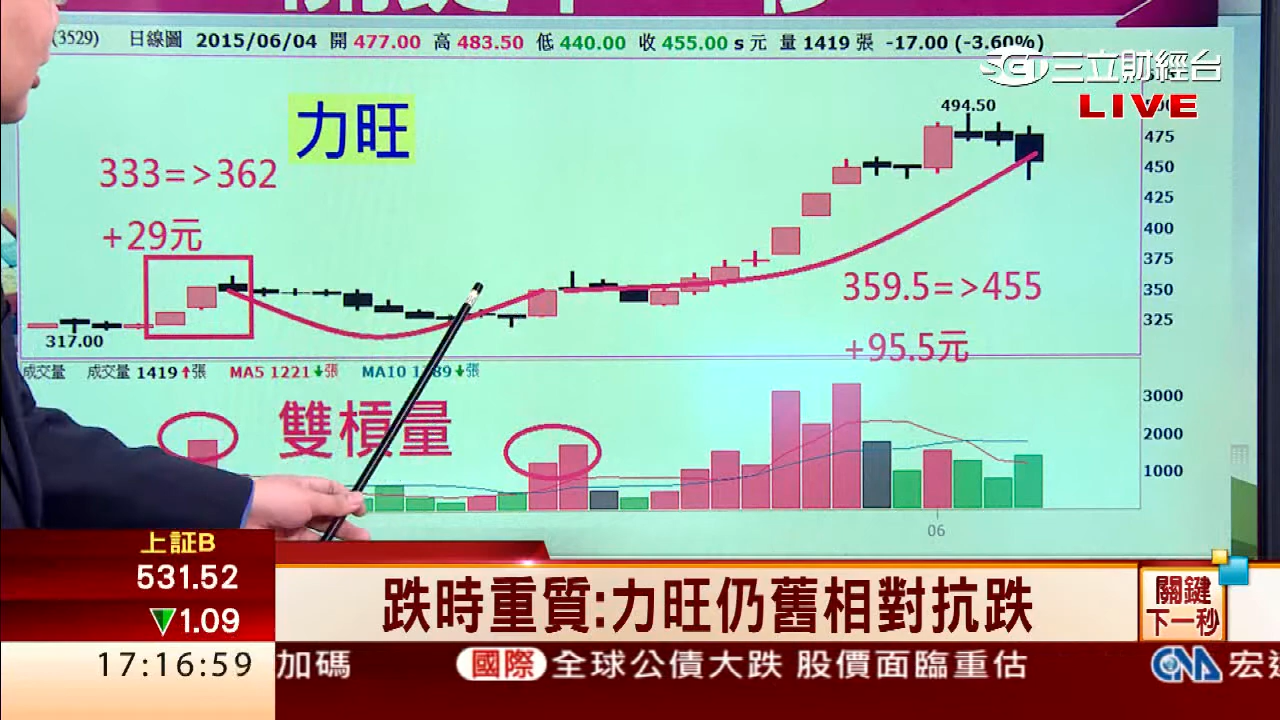 (3529) 日線圖 2015/06/04 開 477.00 高 483.50 低 440.00 收 455.00 s 元 量 1419 張 -17.00 (-3.60%)
三立財經台
LIVE
494.50
力旺
333=>362
+29元
475
450
425
400
375
350
325
359.5=>455
+95.5元
317.00
成交量 成交量 1419↑張 MA5 1221↓張 MA10
↓張
雙槓量
3000
2000
1000
06
上証B
531.52
▼1.09
跌時重質:力旺仍舊相對抗跌
關鍵
下一秒
17:16:59
加碼 國際 全球公債大跌 股價面臨重估 CNA